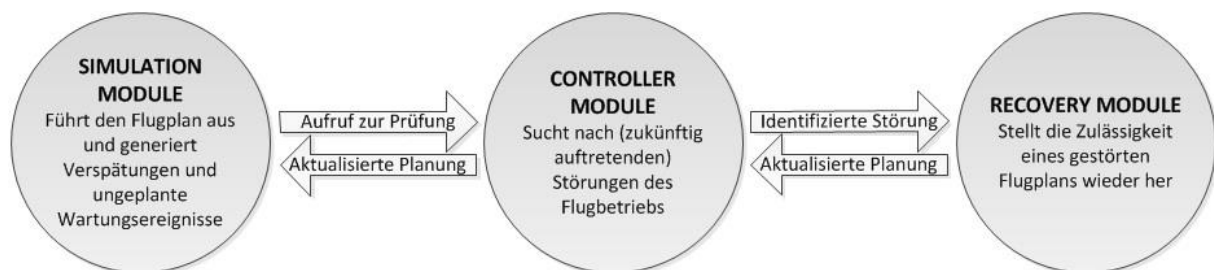 SIMULATION
MODULE
Führt den Flugplan aus
und generiert
Verspätungen und
ungeplante
Wartungsereignisse
Aufruf zur Prüfung
Aktualisierte Planung
CONTROLLER
MODULE
Sucht nach (zukünftig
auftretenden)
Störungen des
Flugbetriebs
Identifizierte Störung
Aktualisierte Planung
RECOVERY MODULE
Stellt die Zulässigkeit
eines gestörten
Flugplans wieder her